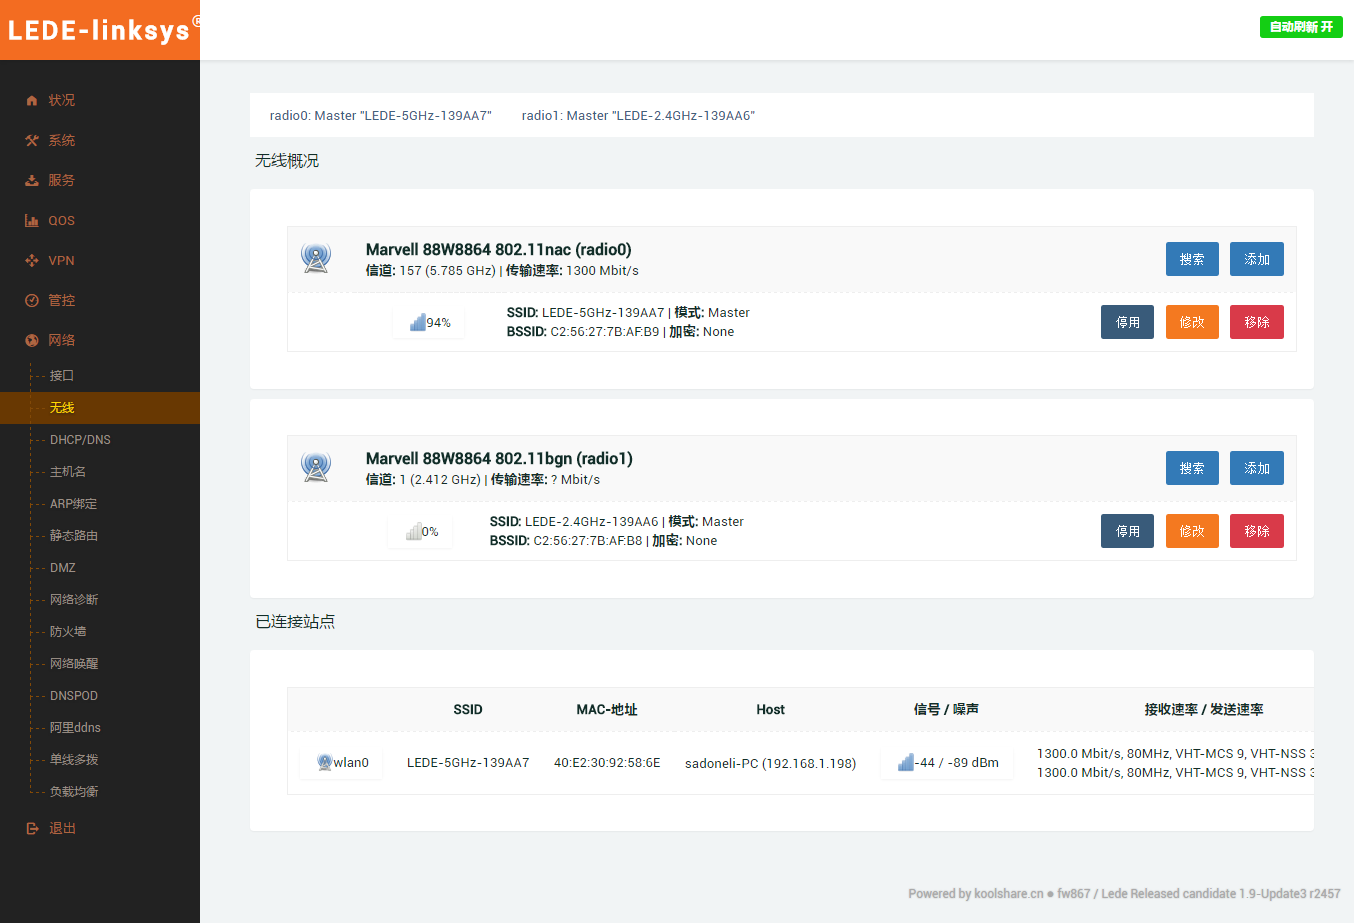 LEDE-linksys®
自动刷新 开
状况
系统
服务
QOS
VPN
管控
网络
接口
无线
DHCP/DNS
主机名
ARP绑定
静态路由
DMZ
网络诊断
防火墙
网络唤醒
DNSPOD
阿里ddns
单线多拨
负载均衡
退出
radio0: Master "LEDE-5GHz-139AA7" radio1: Master "LEDE-2.4GHz-139AA6"
无线概况
Marvell 88W8864 802.11nac (radio0)
信道: 157 (5.785 GHz) | 传输速率: 1300 Mbit/s
搜索 添加
94%
SSID: LEDE-5GHz-139AA7 | 模式: Master
BSSID: C2:56:27:7B:AF:B9 | 加密: None
停用 修改 移除
Marvell 88W8864 802.11bgn (radio1)
信道: 1 (2.412 GHz) | 传输速率: ? Mbit/s
搜索 添加
0%
SSID: LEDE-2.4GHz-139AA6 | 模式: Master
BSSID: C2:56:27:7B:AF:B8 | 加密: None
停用 修改 移除
已连接站点
SSID MAC-地址 Host 信号 / 噪声 接收速率 / 发送速率
wlan0 LEDE-5GHz-139AA7 40:E2:30:92:58:6E sadoneli-PC (192.168.1.198) -44 / -89 dBm
1300.0 Mbit/s, 80MHz, VHT-MCS 9, VHT-NSS 3
1300.0 Mbit/s, 80MHz, VHT-MCS 9, VHT-NSS 3
Powered by koolshare.cn ● fw867 / Lede Released candidate 1.9-Update3 r2457